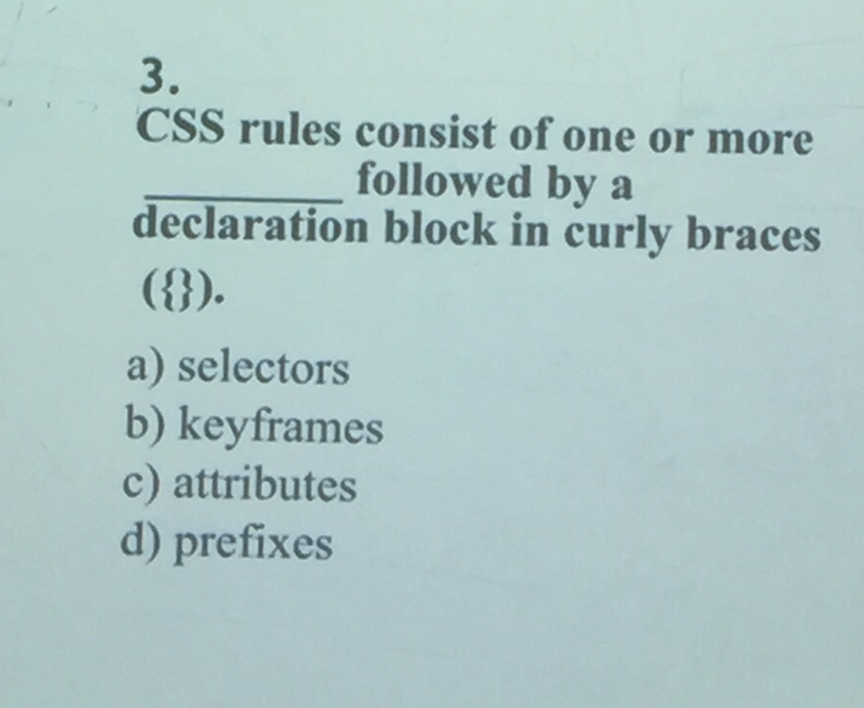 3.
CSS rules consist of one or more
_________ followed by a
declaration block in curly braces
({}).
a) selectors
b) keyframes
c) attributes
d) prefixes